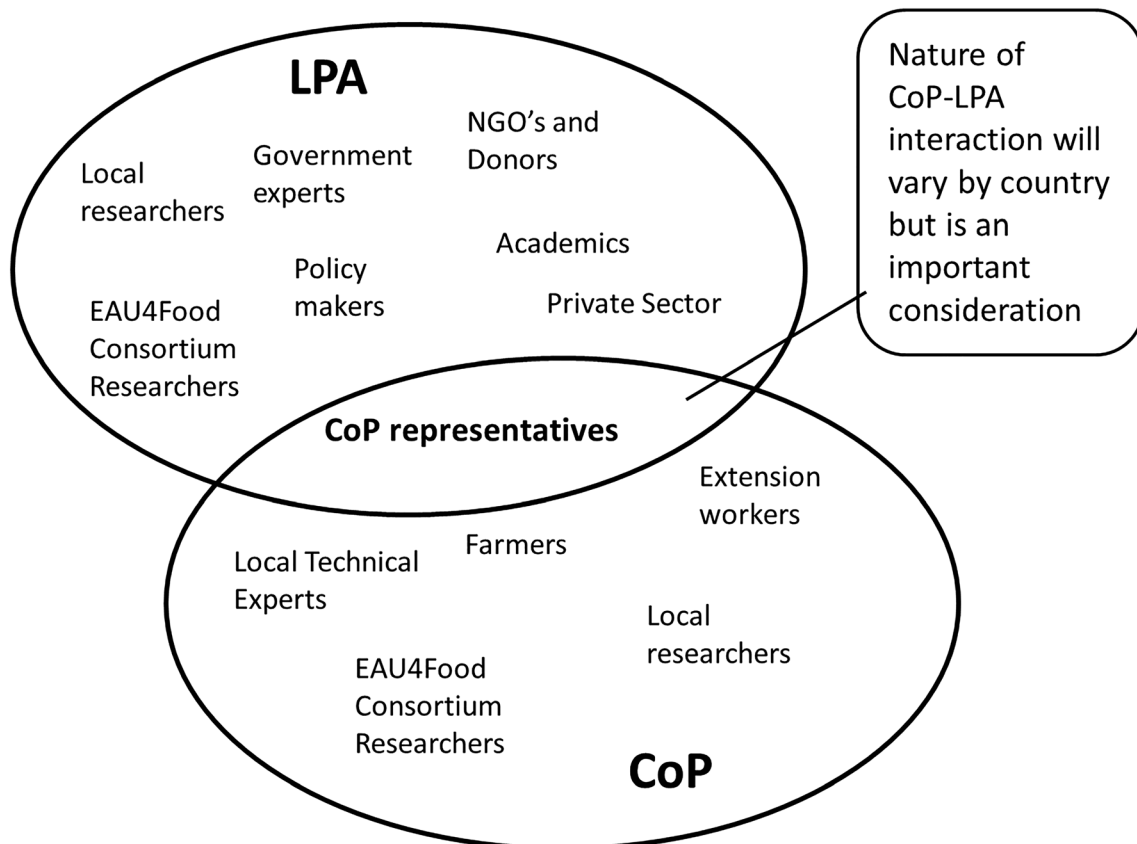 LPA
NGO’s and
Donors
Government
experts
Local
researchers
Academics
Policy
makers
Private Sector
EAU4Food
Consortium
Researchers
Nature of
CoP-LPA
interaction will
vary by country
but is an
important
consideration
CoP representatives
Extension
workers
Farmers
Local Technical
Experts
Local
researchers
EAU4Food
Consortium
Researchers
CoP